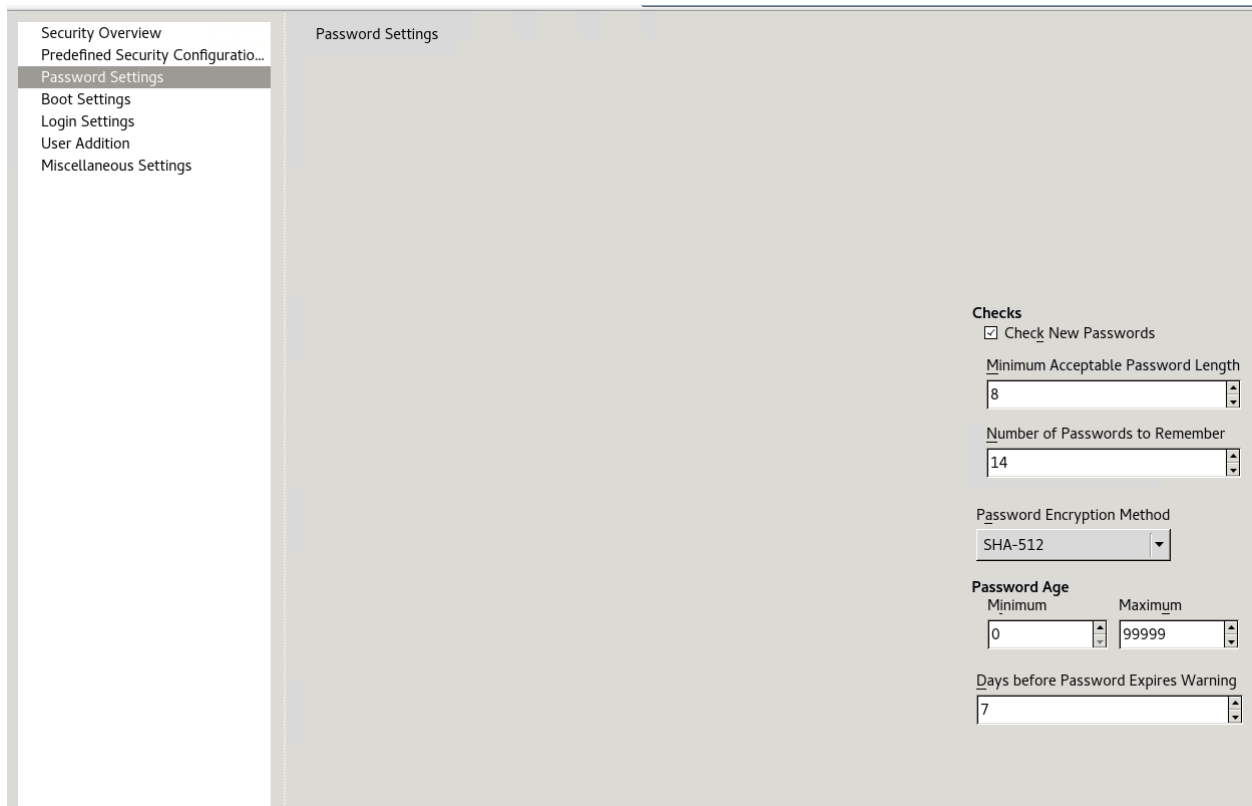 Security Overview
Predefined Security Configuratio...
Password Settings
Boot Settings
Login Settings
User Addition
Miscellaneous Settings
Password Settings
Checks
Check New Passwords
Minimum Acceptable Password Length
8
Number of Passwords to Remember
14
Password Encryption Method
SHA-512
Password Age
Minimum Maximum
0 99999
Days before Password Expires Warning
7